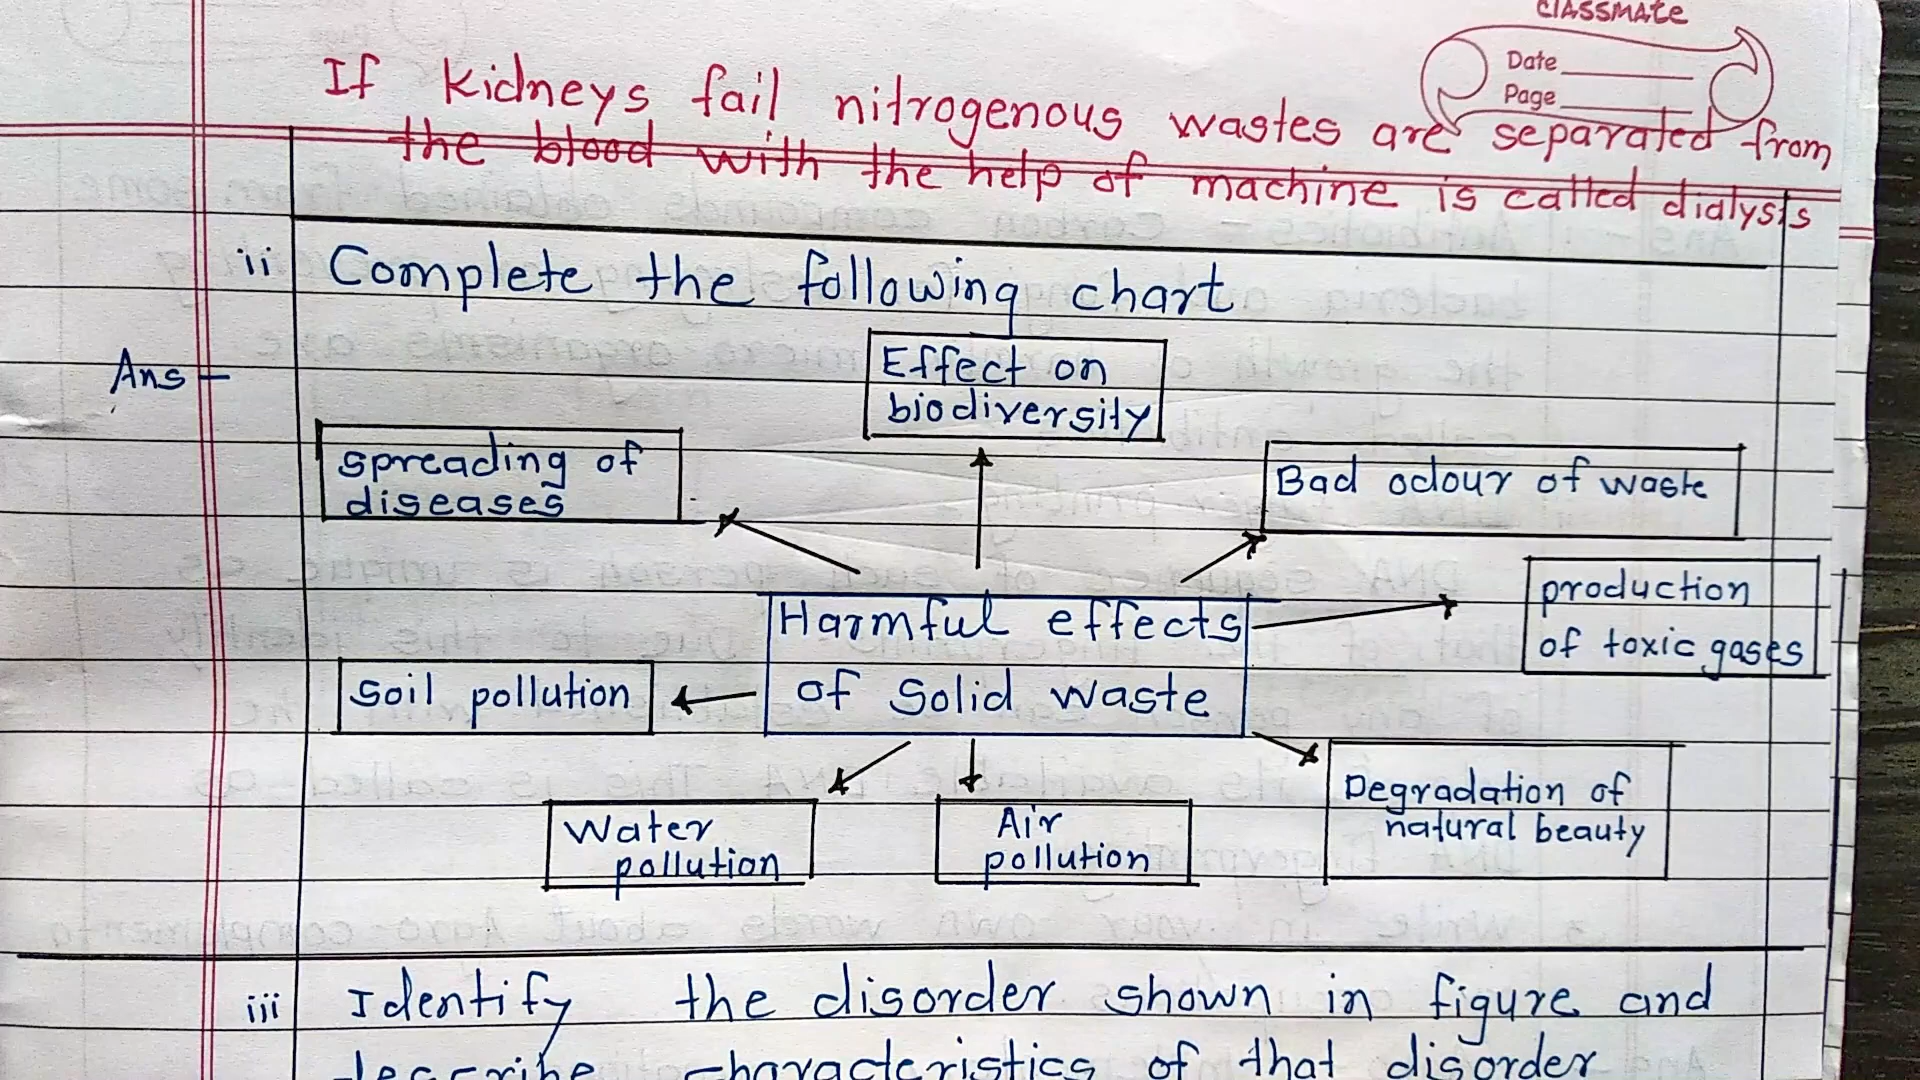 classmate
Date
Page
If kidneys fail nitrogenous wastes are separated from
the blood with the help of machine is called dialysis
ii Complete the following chart
Ans -
Effect on
biodiversity
spreading of
diseases
Bad odour of waste
production
of toxic gases
Harmful effects
of Solid waste
Soil pollution
Degradation of
natural beauty
Water
pollution
Air
pollution
iii Identify the disorder shown in figure and
describe characteristics of that disorder